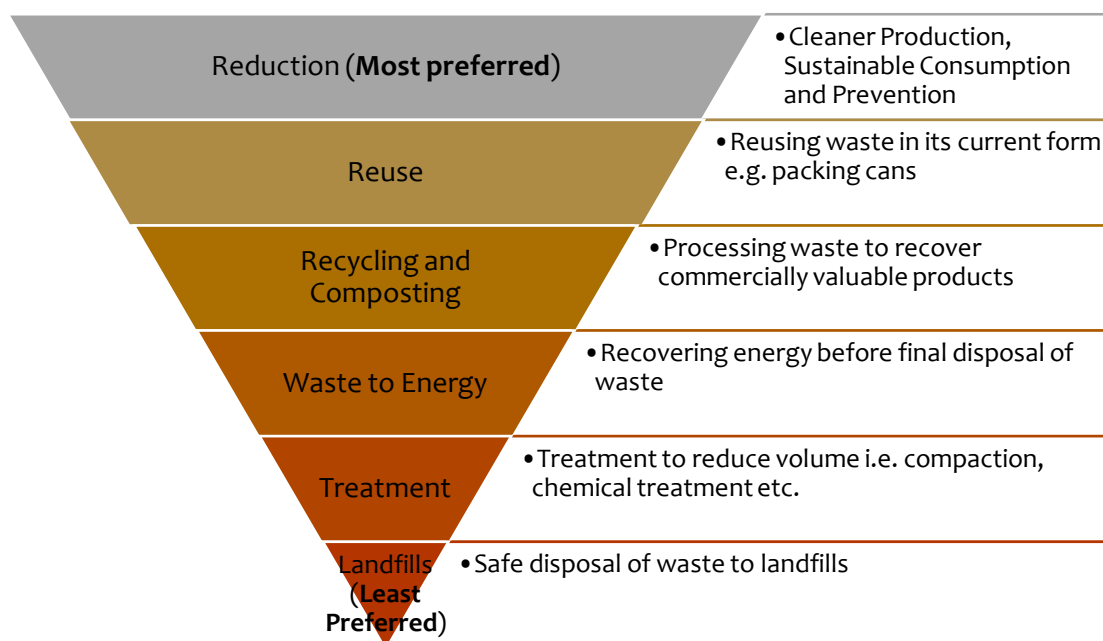 Reduction (Most preferred)
•Cleaner Production,
Sustainable Consumption
and Prevention
Reuse
•Reusing waste in its current form
e.g. packing cans
Recycling and
Composting
•Processing waste to recover
commercially valuable products
Waste to Energy
•Recovering energy before final disposal of
waste
Treatment
•Treatment to reduce volume i.e. compaction,
chemical treatment etc.
Landfills
(Least
Preferred)
•Safe disposal of waste to landfills